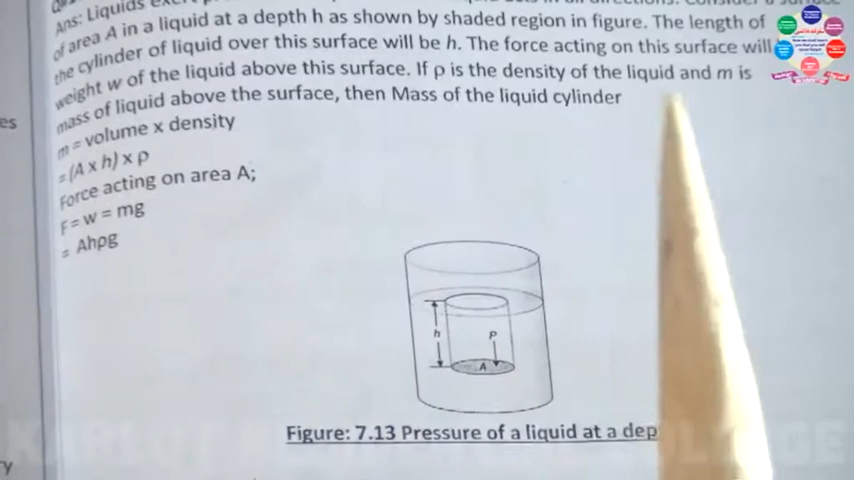 Ans: Liquids
of area A in a liquid at a depth h as shown by shaded region in figure. The length of
the cylinder of liquid over this surface will be h. The force acting on this surface will
weight w of the liquid above this surface. If ρ is the density of the liquid and m is
mass of liquid above the surface, then Mass of the liquid cylinder
es
m = volume x density
= (A x h) x ρ
Force acting on area A;
F = w = mg
= Ahρg
h
P
A
Figure: 7.13 Pressure of a liquid at a dep
y